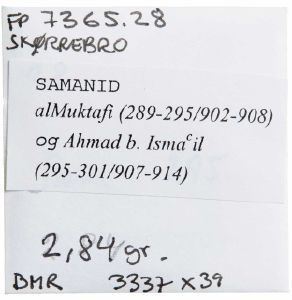 FP 7365.28
SKØRREBRO
SAMANID
alMuktafi (289-295/902-908)
og Ahmad b. Ismaᶜil
(295-301/907-914)
2,84 gr.
BMR 3337 x 39